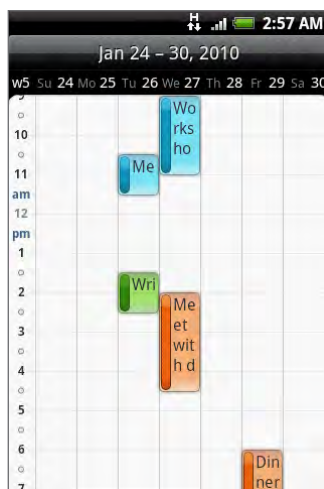 H
2:57 AM
Jan 24 – 30, 2010
w5 Su 24 Mo 25 Tu 26 We 27 Th 28 Fr 29 Sa 30
9
10
11
am
12
pm
1
2
3
4
5
6
7
Wo
rks
ho
Me
Wri
Me
et
wit
h d
Din
ner